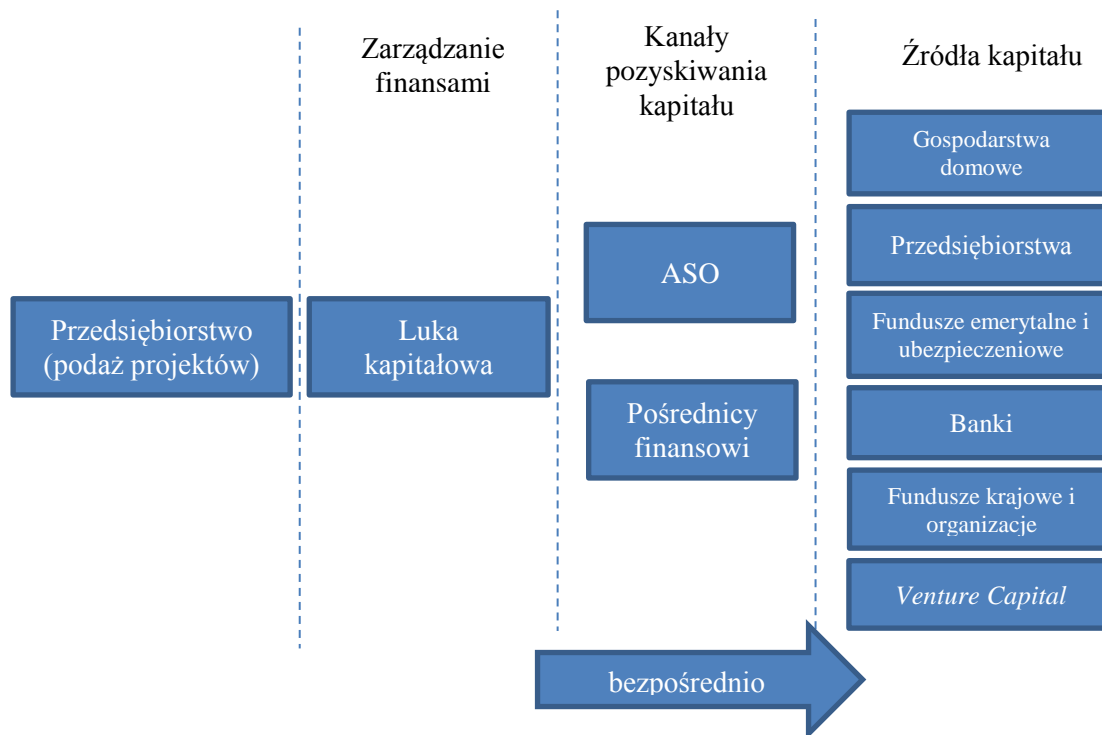 Zarządzanie
finansami
Kanały
pozyskiwania
kapitału
Źródła kapitału
Przedsiębiorstwo
(podaż projektów)
Luka
kapitałowa
ASO
Pośrednicy
finansowi
Gospodarstwa
domowe
Przedsiębiorstwa
Fundusze emerytalne i
ubezpieczeniowe
Banki
Fundusze krajowe i
organizacje
Venture Capital
bezpośrednio